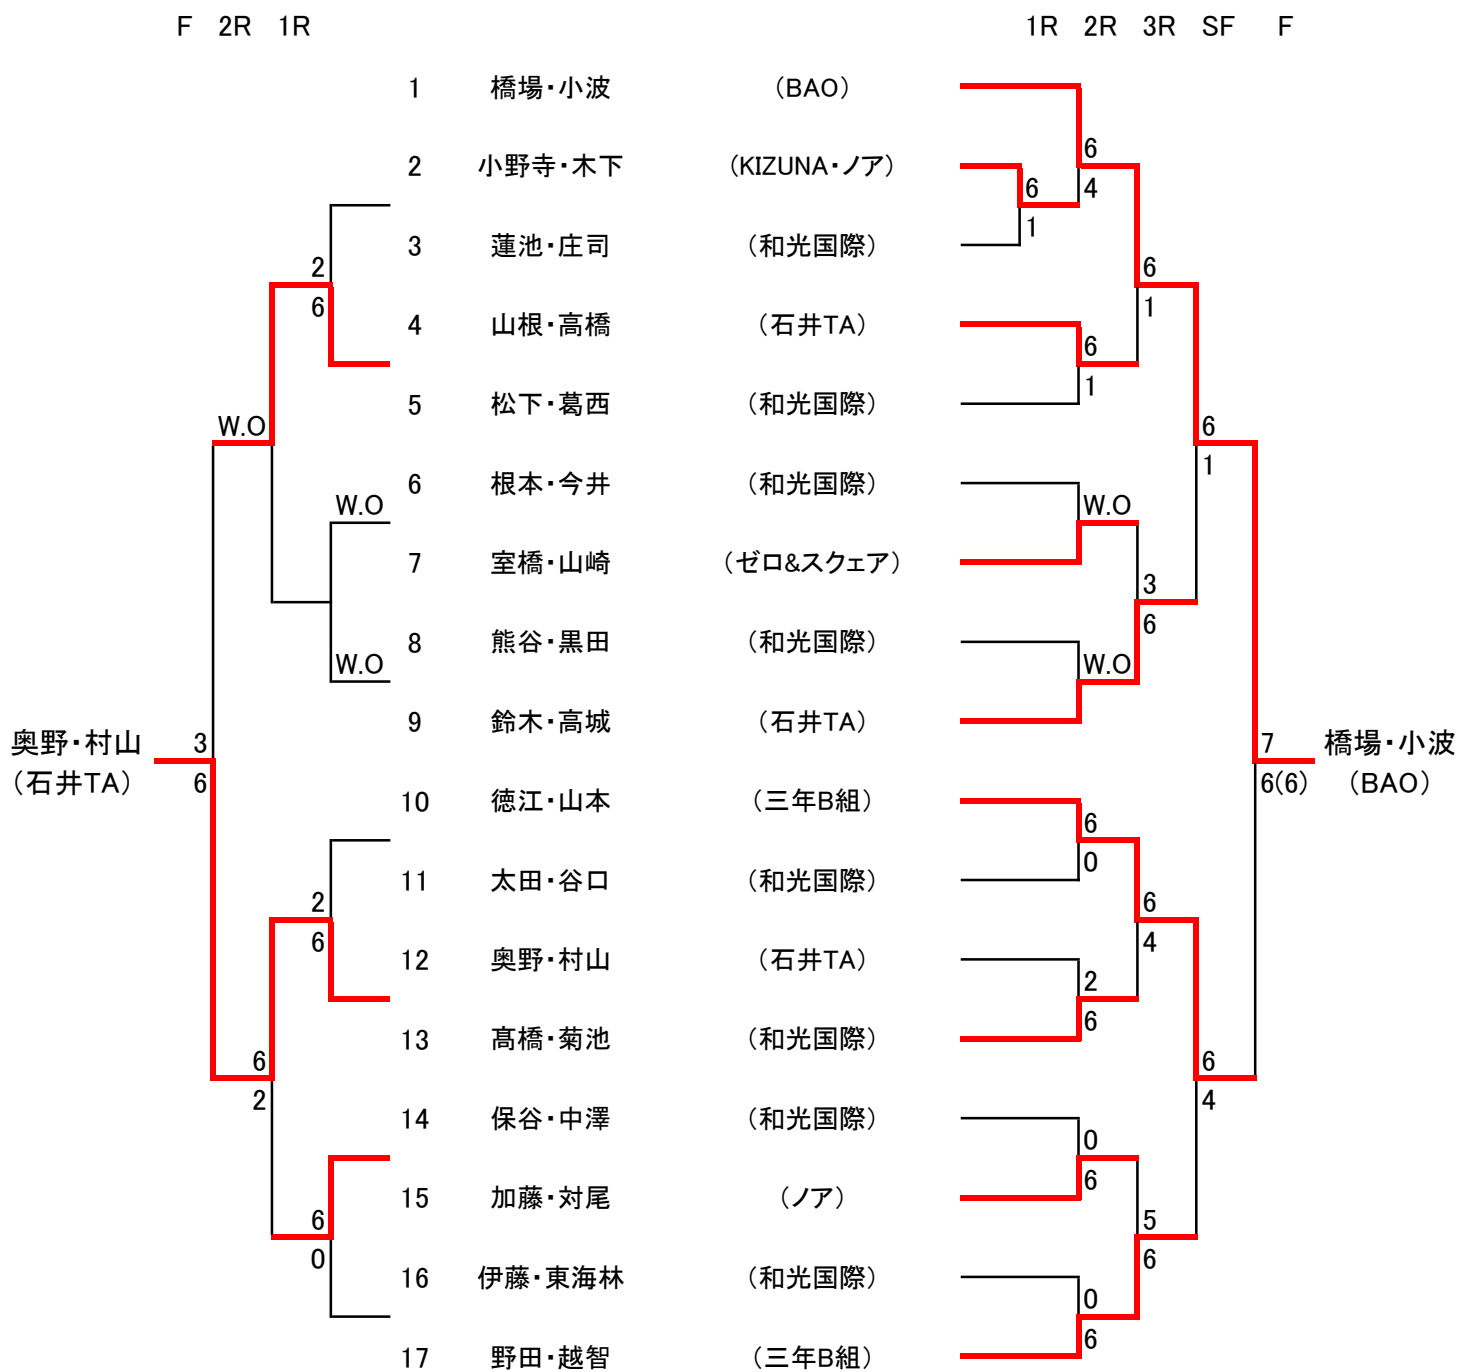 F 2R 1R 1R 2R 3R SF F
1 橋場・小波 (BAO)
6
2 小野寺・木下 (KIZUNA・ノア)
6 4
1
3 蓮池・庄司 (和光国際)
2 6
6 1
4 山根・高橋 (石井TA)
6
1
5 松下・葛西 (和光国際)
W.O 6
1
6 根本・今井 (和光国際)
W.O W.O
7 室橋・山崎 (ゼロ&スクェア)
3
6
8 熊谷・黒田 (和光国際)
W.O W.O
9 鈴木・高城 (石井TA)
奥野・村山 3 7 橋場・小波
(石井TA) 6 6(6) (BAO)
10 徳江・山本 (三年B組)
6
0
11 太田・谷口 (和光国際)
2 6
6 4
12 奥野・村山 (石井TA)
2
6
13 髙橋・菊池 (和光国際)
6 6
2 4
14 保谷・中澤 (和光国際)
0
6
15 加藤・対尾 (ノア)
6 5
0 6
16 伊藤・東海林 (和光国際)
0
6
17 野田・越智 (三年B組)